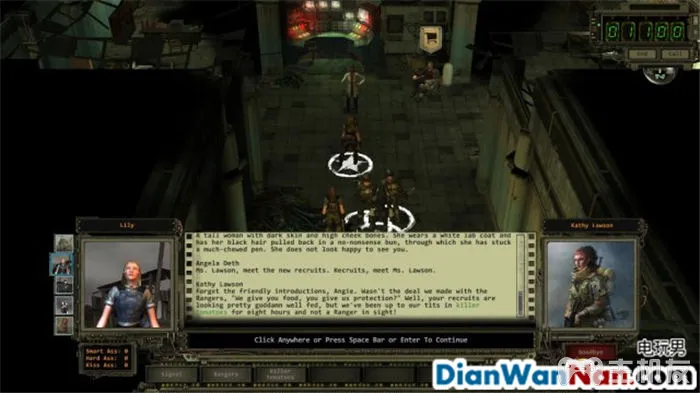 01100
End
Call
Lily
Kathy Lawson
A tall woman with dark skin and high cheek bones. She wears a white lab coat and
has her black hair pulled back in a no-nonsense bun, through which she has stuck
a much-chewed pen. She does not look happy to see you.
Angela Deth
Ms. Lawson, meet the new recruits. Recruits, meet Ms. Lawson.
Kathy Lawson
Forget the friendly introductions, Angie. Wasn't the deal we made with the
Rangers, "We give you food, you give us protection?" Well, your recruits are
looking pretty goddamn well fed, but we've been up to our tits in killer
tomatoes for eight hours and not a Ranger in sight!
Click Anywhere or Press Space Bar or Enter To Continue
Smart Ass: 0
Hard Ass: 0
Kiss Ass: 0
Goodbye
Signal
Rangers
Killer
Tomatoes
电玩男
DianWanNan.com